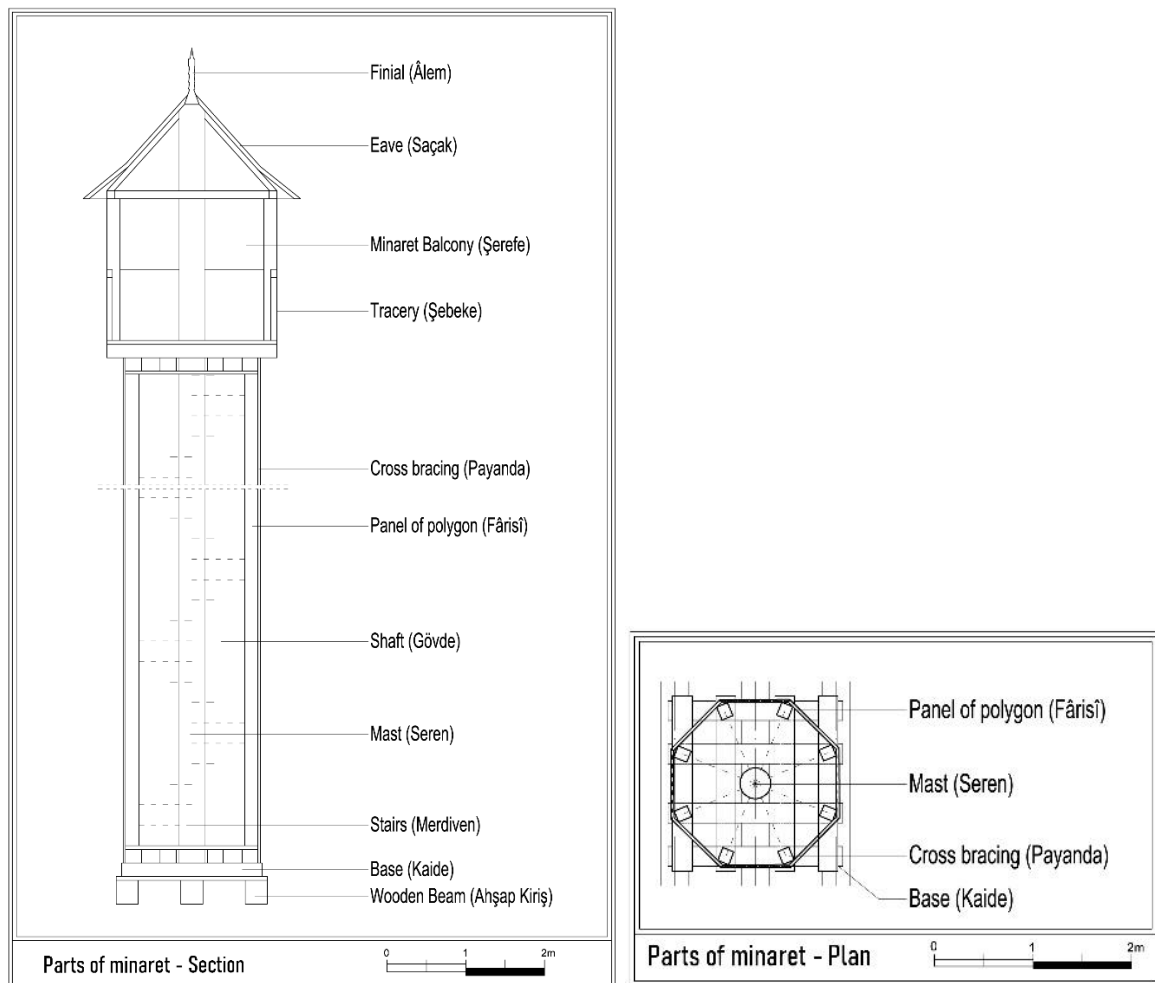 Finial (Âlem)
Eave (Saçak)
Minaret Balcony (Şerefe)
Tracery (Şebeke)
Cross bracing (Payanda)
Panel of polygon (Fârisî)
Shaft (Gövde)
Mast (Seren)
Stairs (Merdiven)
Base (Kaide)
Wooden Beam (Ahşap Kiriş)
Parts of minaret - Section
0 1 2m
Panel of polygon (Fârisî)
Mast (Seren)
Cross bracing (Payanda)
Base (Kaide)
Parts of minaret - Plan
0 1 2m